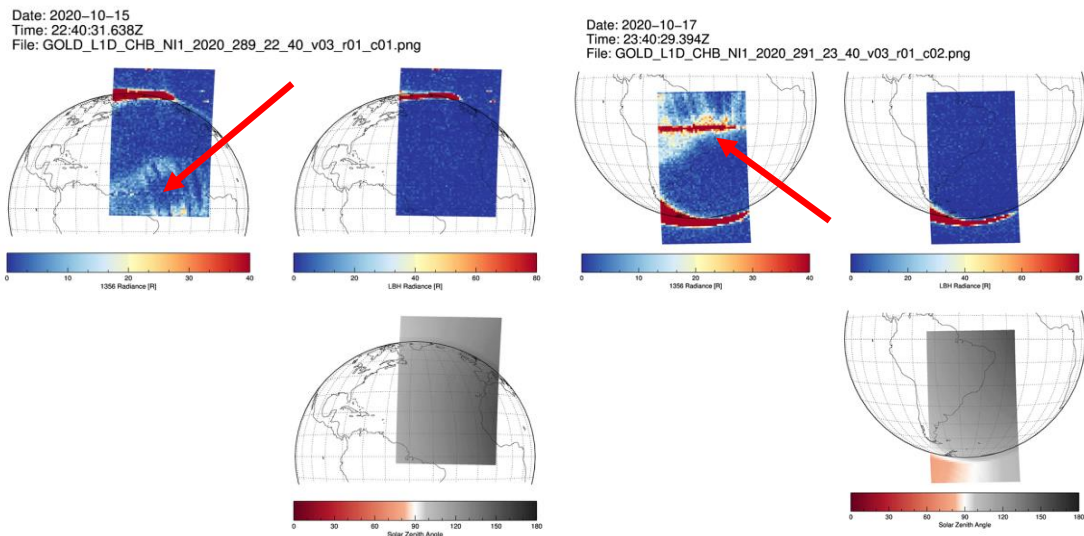 Date: 2020-10-15
Time: 22:40:31.638Z
File: GOLD_L1D_CHB_NI1_2020_289_22_40_v03_r01_c01.png
0 10 20 30 40
1356 Radiance [R]
0 20 40 60 80
LBH Radiance [R]
0 30 60 90 120 150 180
Solar Zenith Angle
Date: 2020-10-17
Time: 23:40:29.394Z
File: GOLD_L1D_CHB_NI1_2020_291_23_40_v03_r01_c02.png
0 10 20 30 40
1356 Radiance [R]
0 20 40 60 80
LBH Radiance [R]
0 30 60 90 120 150 180
Solar Zenith Angle